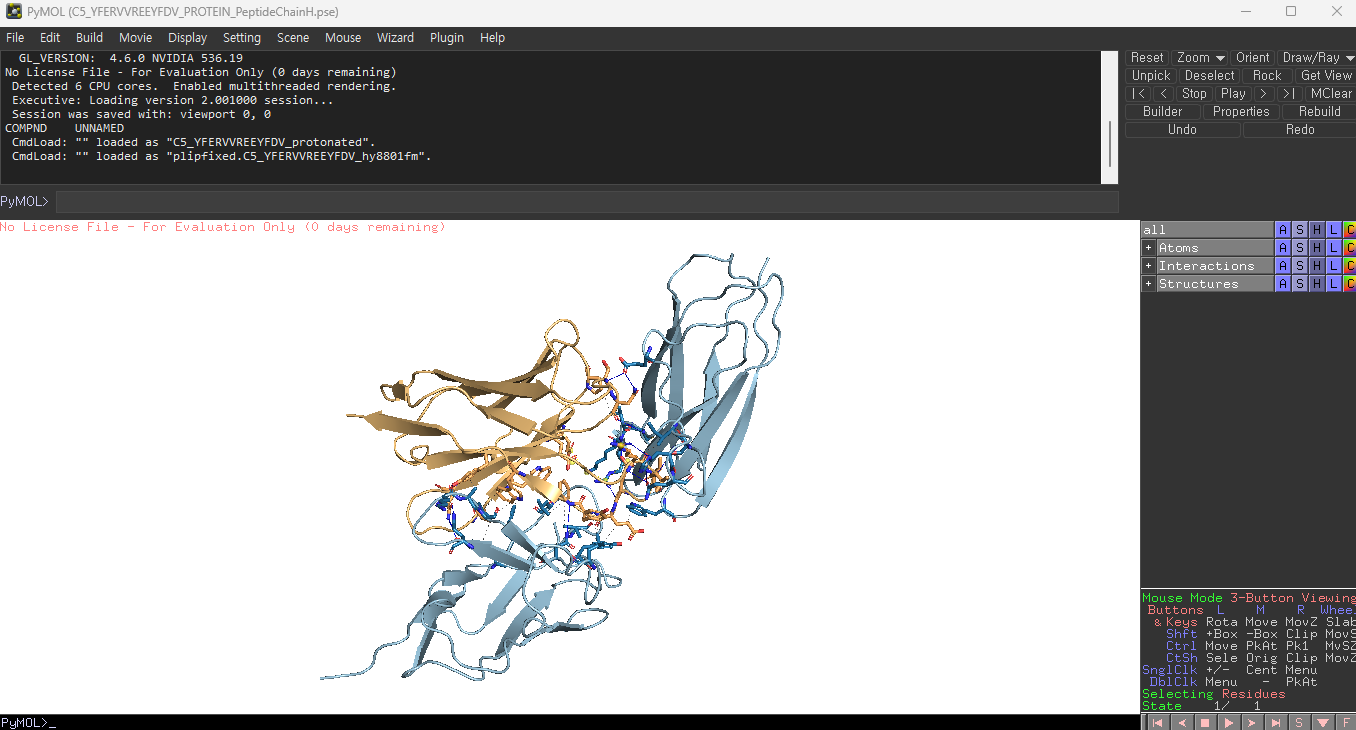 PyMOL (C5_YFERVVREEYFDV_PROTEIN_PeptideChainH.pse)
File Edit Build Movie Display Setting Scene Mouse Wizard Plugin Help
GL_VERSION: 4.6.0 NVIDIA 536.19
No License File - For Evaluation Only (0 days remaining)
Detected 6 CPU cores. Enabled multithreaded rendering.
Executive: Loading version 2.001000 session...
Session was saved with: viewport 0, 0
COMPND UNNAMED
CmdLoad: "" loaded as "C5_YFERVVREEYFDV_protonated".
CmdLoad: "" loaded as "plipfixed.C5_YFERVVREEYFDV_hy8801fm".
PyMOL>
Reset Zoom Orient Draw/Ray
Unpick Deselect Rock Get View
|< < Stop Play > >| MClear
Builder Properties Rebuild
Undo Redo
No License File - For Evaluation Only (0 days remaining)
all A S H L C
+ Atoms A S H L C
+ Interactions A S H L C
+ Structures A S H L C
Mouse Mode 3-Button Viewing
Buttons L M R Whee
& Keys Rota Move MovZ Slab
Shft +Box -Box Clip MovS
Ctrl Move PkAt Pk1 MvSZ
CtSh Sele Orig Clip MovZ
SnglClk +/- Cent Menu
DblClk Menu - PkAt
Selecting Residues
State 1/ 1
PyMOL>_
S F